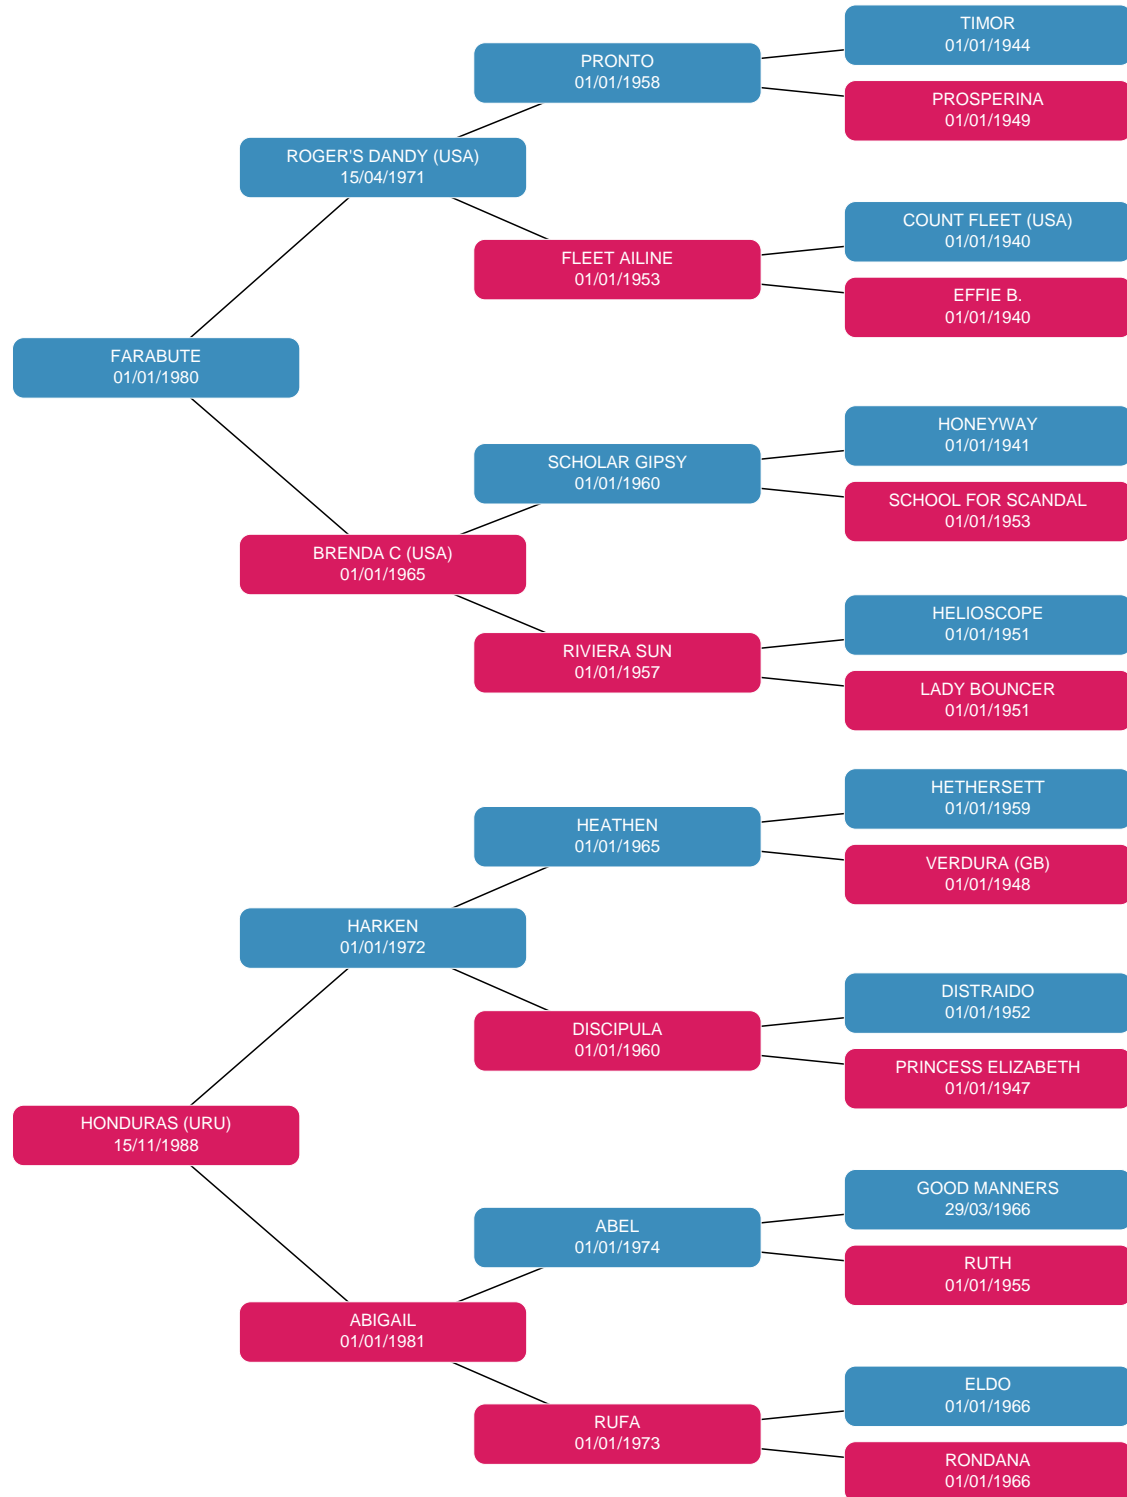 TIMOR
01/01/1944
PRONTO
01/01/1958
PROSPERINA
01/01/1949
ROGER'S DANDY (USA)
15/04/1971
COUNT FLEET (USA)
01/01/1940
FLEET AILINE
01/01/1953
EFFIE B.
01/01/1940
FARABUTE
01/01/1980
HONEYWAY
01/01/1941
SCHOLAR GIPSY
01/01/1960
SCHOOL FOR SCANDAL
01/01/1953
BRENDA C (USA)
01/01/1965
HELIOSCOPE
01/01/1951
RIVIERA SUN
01/01/1957
LADY BOUNCER
01/01/1951
HETHERSETT
01/01/1959
HEATHEN
01/01/1965
VERDURA (GB)
01/01/1948
HARKEN
01/01/1972
DISTRAIDO
01/01/1952
DISCIPULA
01/01/1960
PRINCESS ELIZABETH
01/01/1947
HONDURAS (URU)
15/11/1988
GOOD MANNERS
29/03/1966
ABEL
01/01/1974
RUTH
01/01/1955
ABIGAIL
01/01/1981
ELDO
01/01/1966
RUFA
01/01/1973
RONDANA
01/01/1966